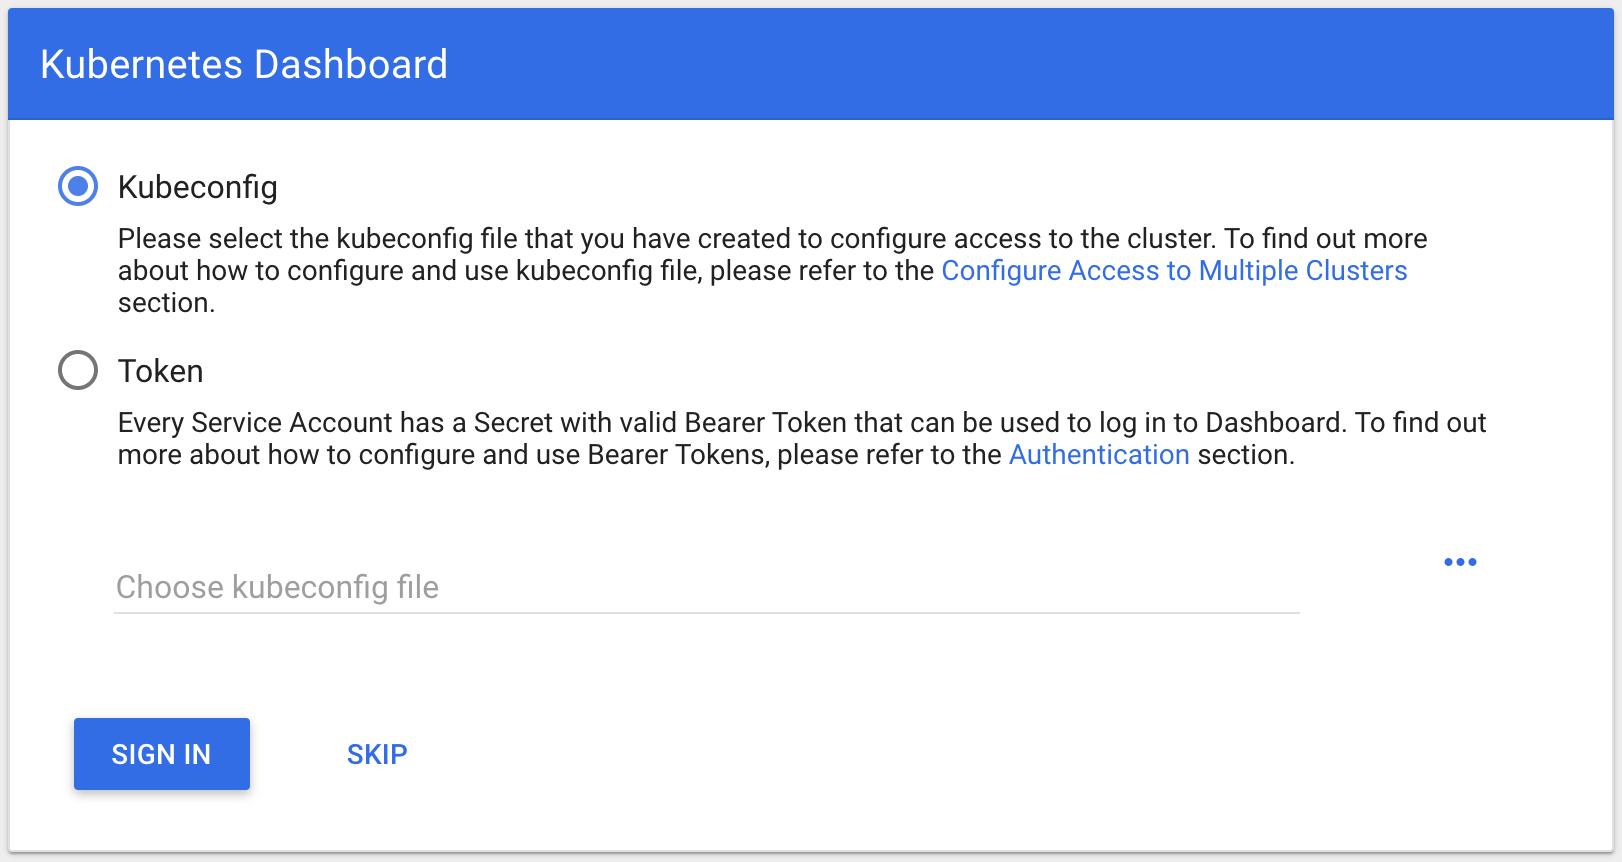 Kubernetes Dashboard
Kubeconfig
Please select the kubeconfig file that you have created to configure access to the cluster. To find out more
about how to configure and use kubeconfig file, please refer to the Configure Access to Multiple Clusters
section.
Token
Every Service Account has a Secret with valid Bearer Token that can be used to log in to Dashboard. To find out
more about how to configure and use Bearer Tokens, please refer to the Authentication section.
Choose kubeconfig file
SIGN IN
SKIP